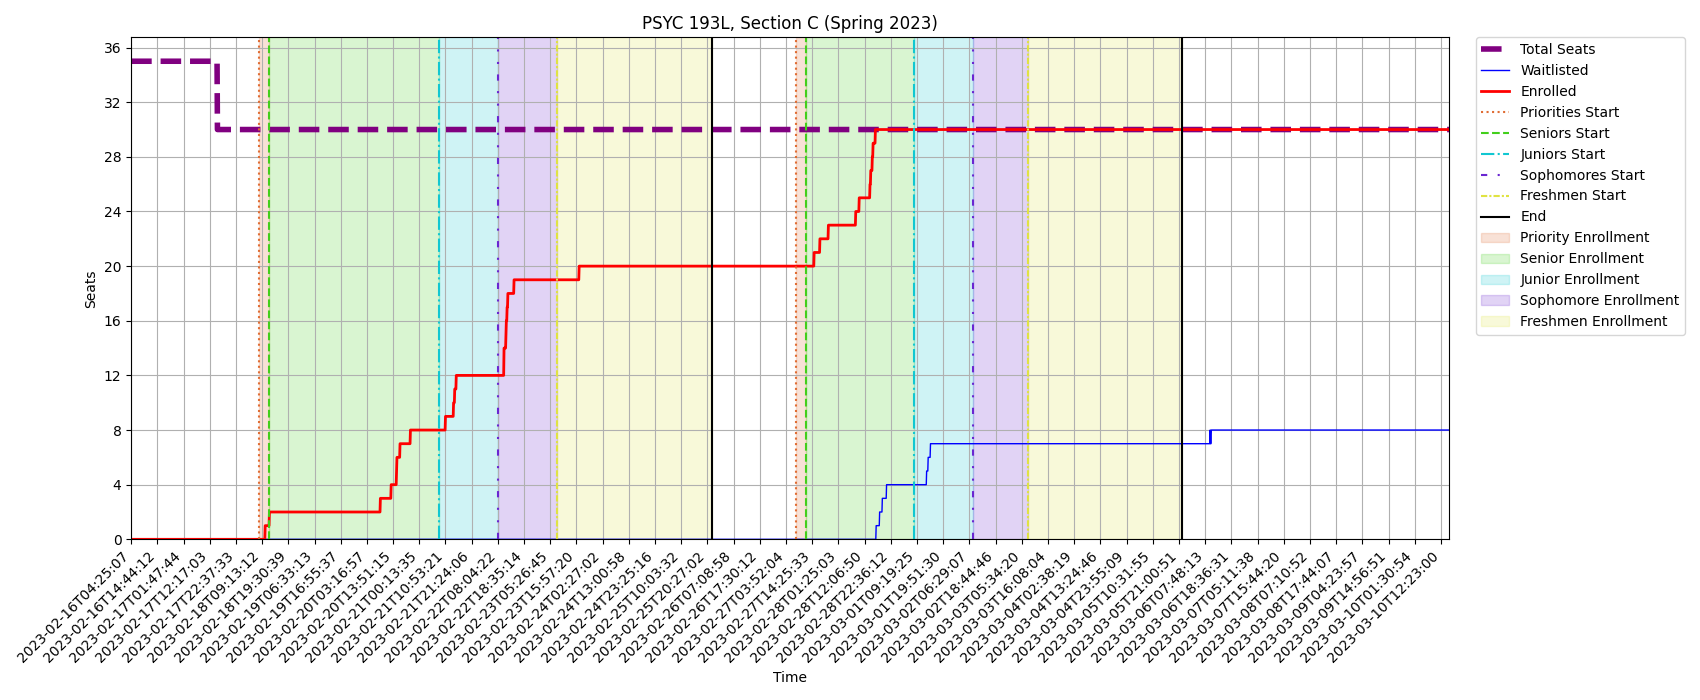 PSYC 193L, Section C (Spring 2023)
36
32
28
24
20
16
12
8
4
0
Seats
2023-02-16T04:25:07
2023-02-16T14:44:12
2023-02-17T01:47:44
2023-02-17T12:17:03
2023-02-17T22:37:33
2023-02-18T09:13:12
2023-02-18T19:30:39
2023-02-19T06:33:13
2023-02-19T16:55:37
2023-02-20T03:16:57
2023-02-20T13:51:15
2023-02-21T00:13:35
2023-02-21T10:53:21
2023-02-21T21:24:06
2023-02-22T08:04:22
2023-02-22T18:35:14
2023-02-23T05:26:45
2023-02-23T15:57:20
2023-02-24T02:27:02
2023-02-24T13:00:58
2023-02-24T23:25:16
2023-02-25T10:03:32
2023-02-25T20:27:02
2023-02-26T07:08:58
2023-02-26T17:30:12
2023-02-27T03:52:04
2023-02-27T14:25:33
2023-02-28T01:25:03
2023-02-28T12:06:50
2023-02-28T22:36:12
2023-03-01T09:19:25
2023-03-01T19:51:30
2023-03-02T06:29:07
2023-03-02T18:44:46
2023-03-03T05:34:20
2023-03-03T16:08:04
2023-03-04T02:38:19
2023-03-04T13:24:46
2023-03-04T23:55:09
2023-03-05T10:31:55
2023-03-05T21:00:51
2023-03-06T07:48:13
2023-03-06T18:36:31
2023-03-07T05:11:38
2023-03-07T15:44:20
2023-03-08T07:10:52
2023-03-08T17:44:07
2023-03-09T04:23:57
2023-03-09T14:56:51
2023-03-10T01:30:54
2023-03-10T12:23:00
Time
Total Seats
Waitlisted
Enrolled
Priorities Start
Seniors Start
Juniors Start
Sophomores Start
Freshmen Start
End
Priority Enrollment
Senior Enrollment
Junior Enrollment
Sophomore Enrollment
Freshmen Enrollment